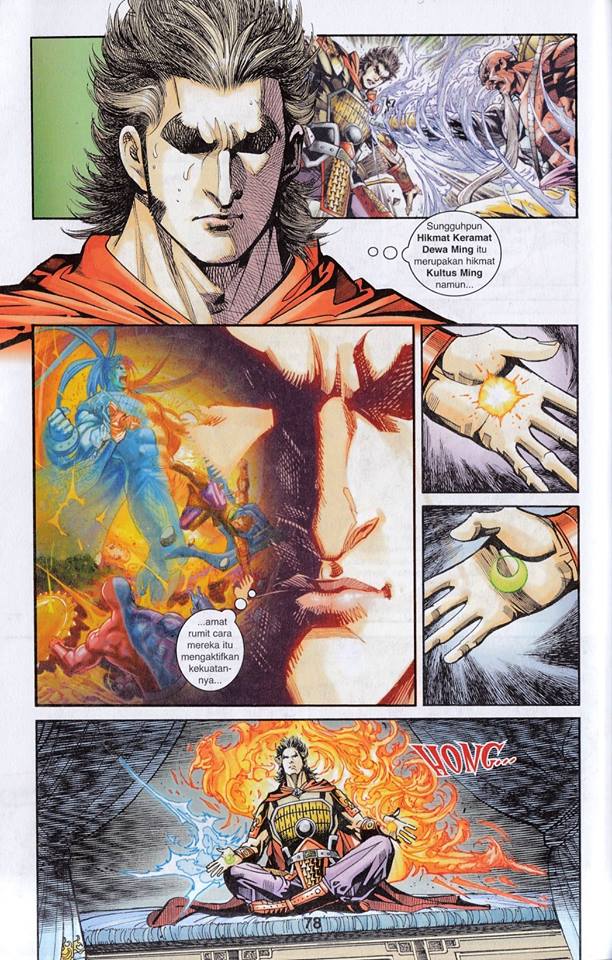 Sungguhpun
Hikmat Keramat
Dewa Ming itu
merupakan hikmat
Kultus Ming
namun...
...amat
rumit cara
mereka itu
mengaktifkan
kekuatan-
nya...
HONG...
78